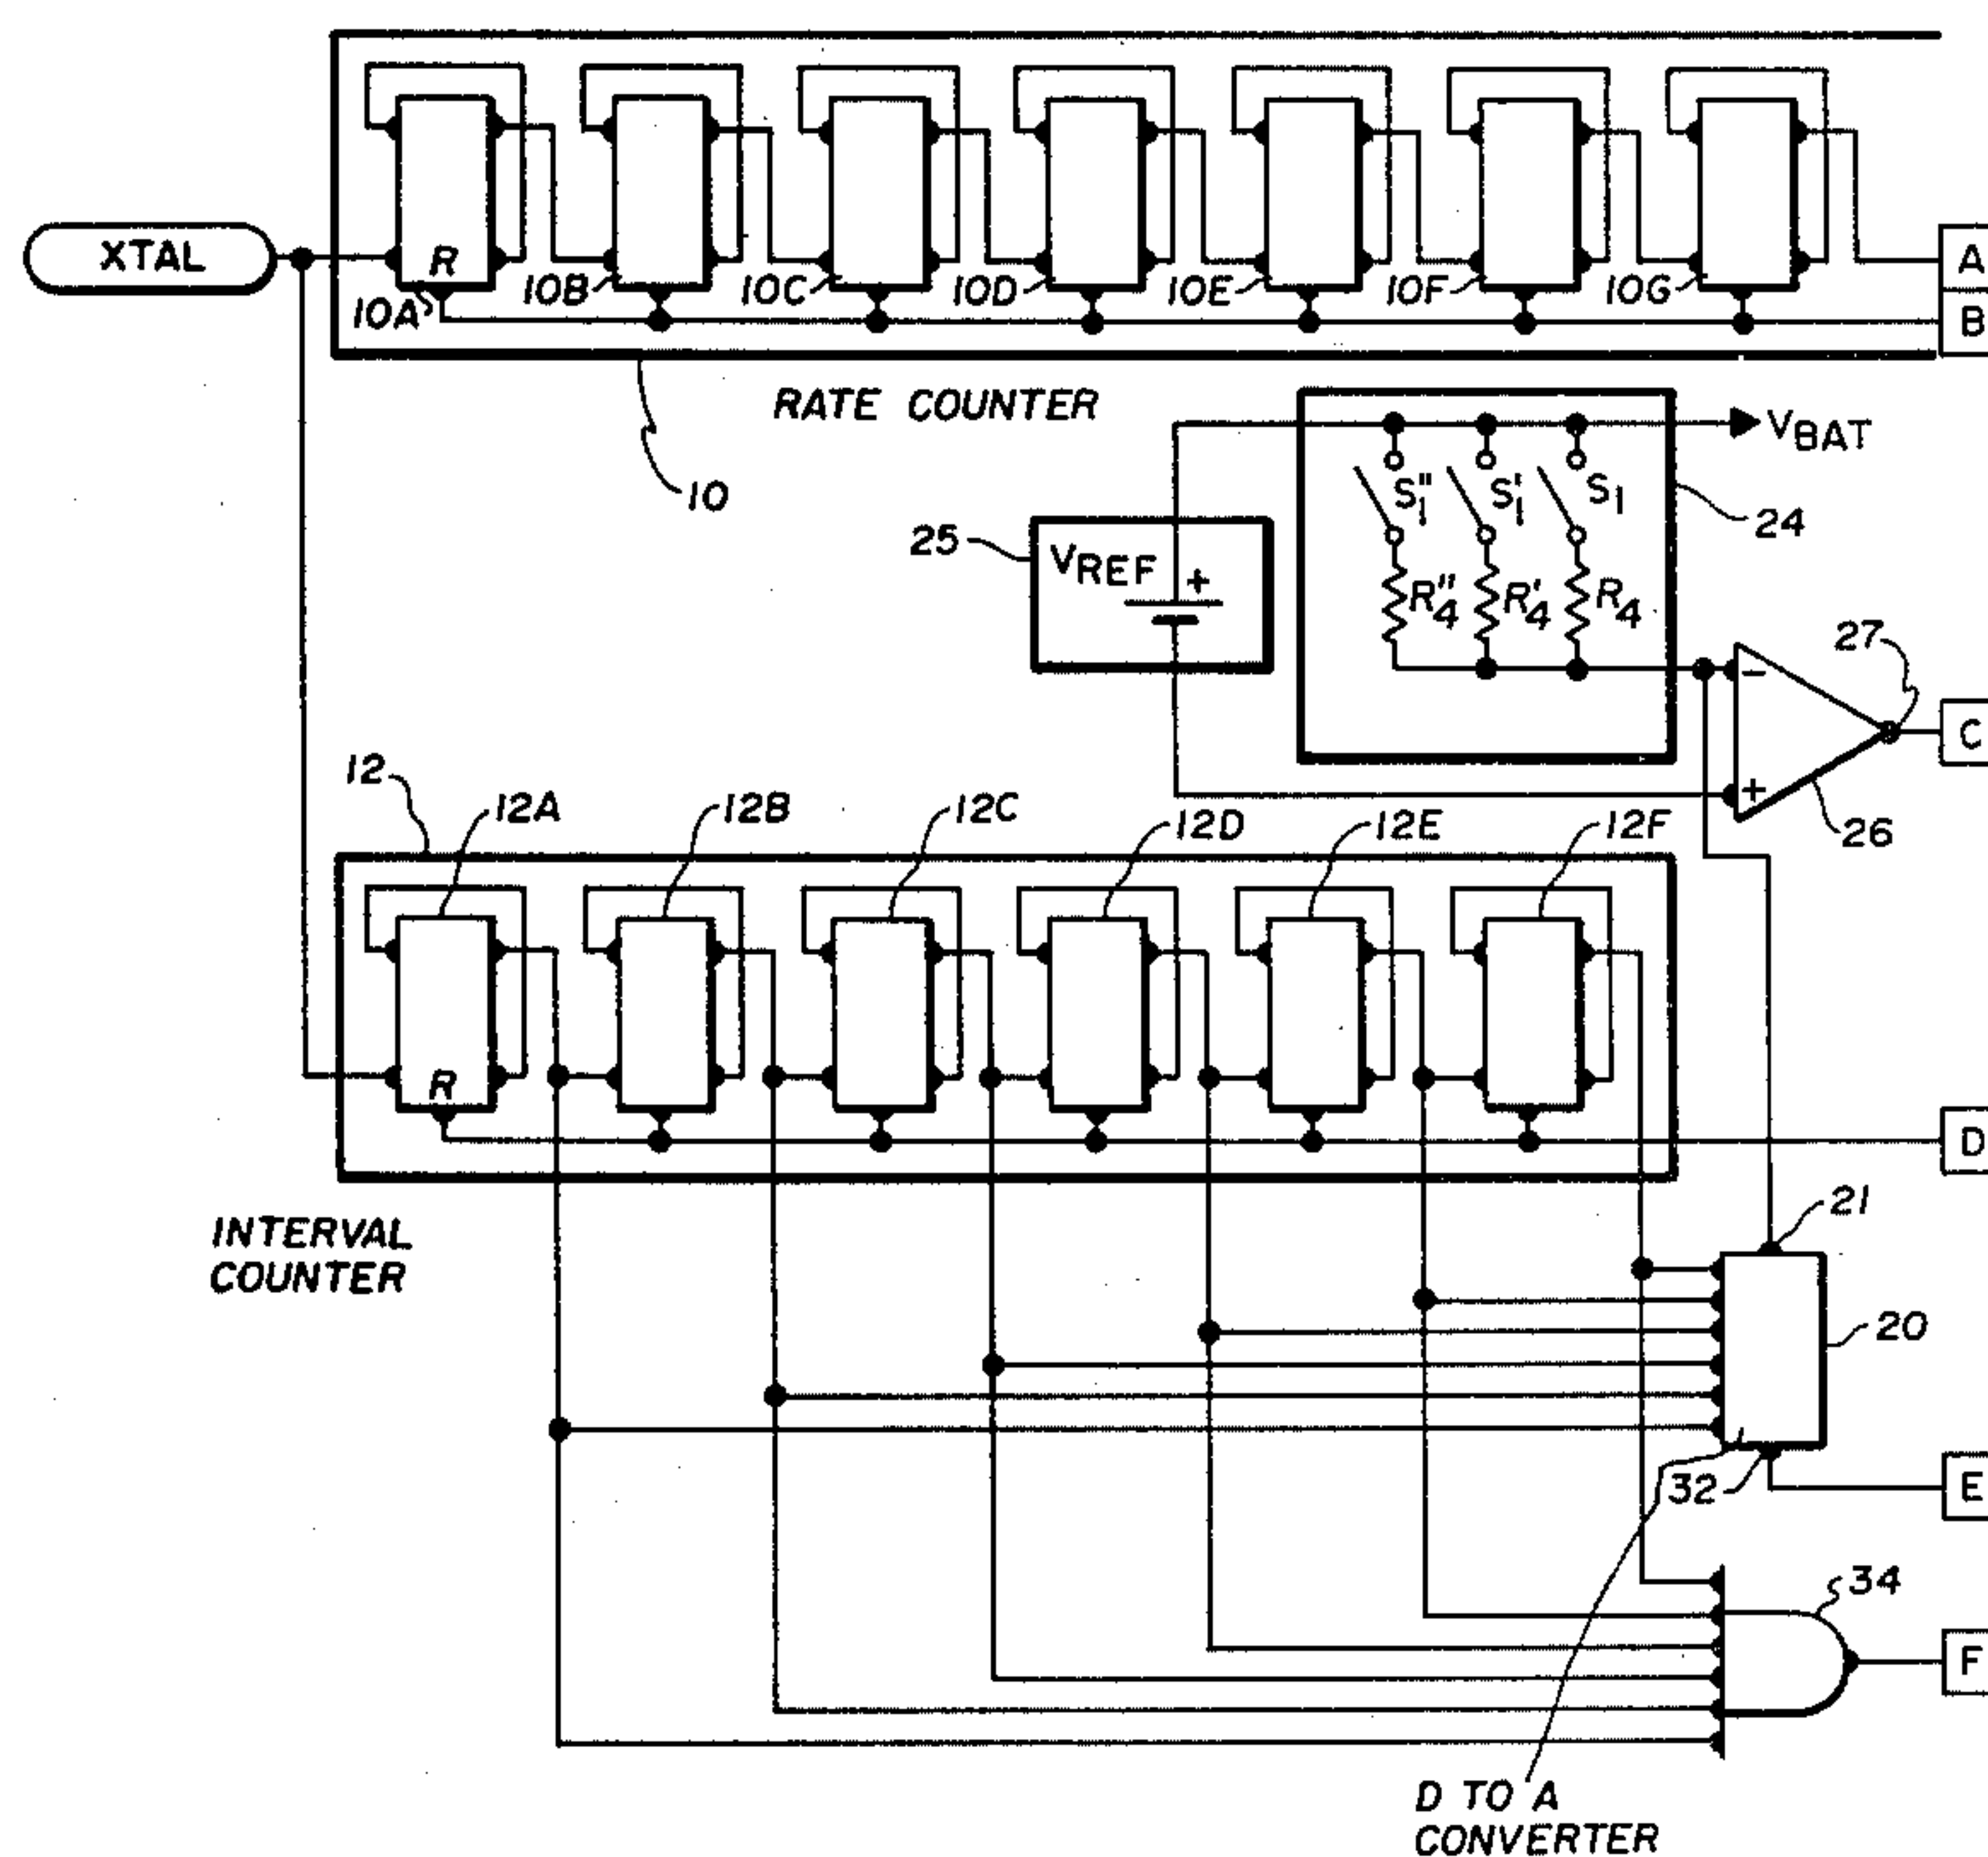 XTAL
R
10A
10B
10C
10D
10E
10F
10G
A
B
RATE COUNTER
10
VBAT
S1"
S1'
S1
24
25
VREF
+
R4"
R4'
R4
27
−
+
C
26
12
12A
12B
12C
12D
12E
12F
R
D
INTERVAL
COUNTER
21
20
32
E
34
F
D TO A
CONVERTER